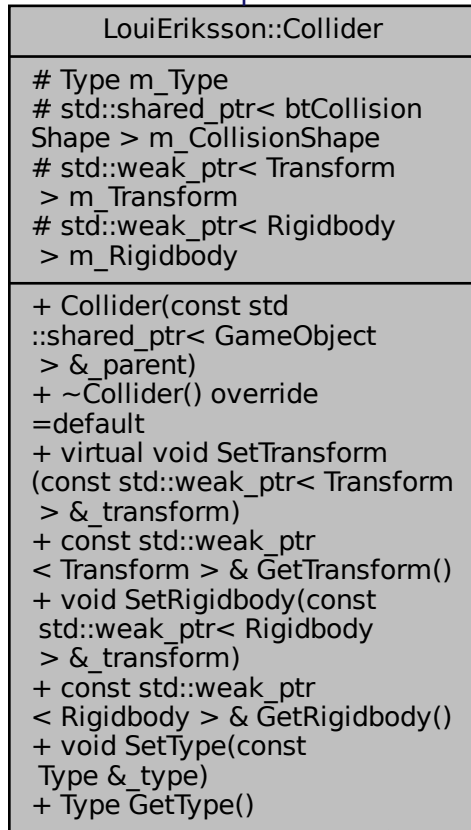 LouiEriksson::Collider
# Type m_Type
# std::shared_ptr< btCollision
Shape > m_CollisionShape
# std::weak_ptr< Transform
> m_Transform
# std::weak_ptr< Rigidbody
> m_Rigidbody
+ Collider(const std
::shared_ptr< GameObject
> &_parent)
+ ~Collider() override
=default
+ virtual void SetTransform
(const std::weak_ptr< Transform
> &_transform)
+ const std::weak_ptr
< Transform > & GetTransform()
+ void SetRigidbody(const
std::weak_ptr< Rigidbody
> &_transform)
+ const std::weak_ptr
< Rigidbody > & GetRigidbody()
+ void SetType(const
Type &_type)
+ Type GetType()